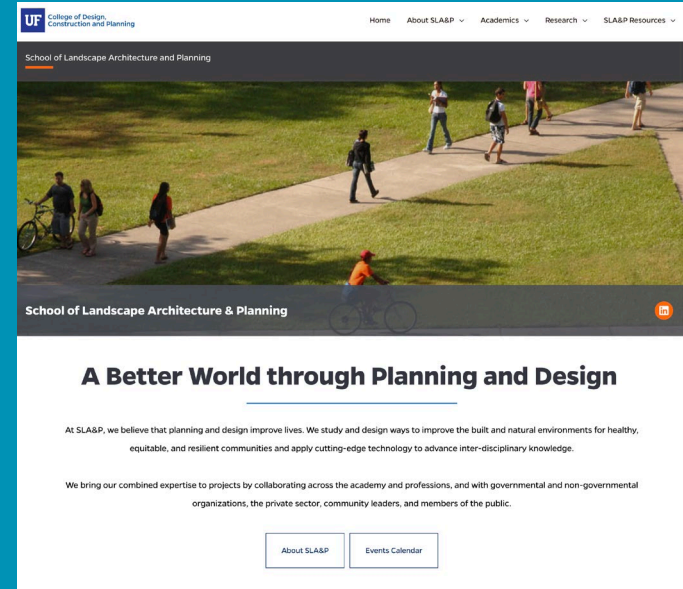 UF College of Design,
Construction and Planning
Home About SLA&P Academics Research SLA&P Resources
School of Landscape Architecture and Planning
School of Landscape Architecture & Planning
in
A Better World through Planning and Design
At SLA&P, we believe that planning and design improve lives. We study and design ways to improve the built and natural environments for healthy,
equitable, and resilient communities and apply cutting-edge technology to advance inter-disciplinary knowledge.
We bring our combined expertise to projects by collaborating across the academy and professions, and with governmental and non-governmental
organizations, the private sector, community leaders, and members of the public.
About SLA&P Events Calendar